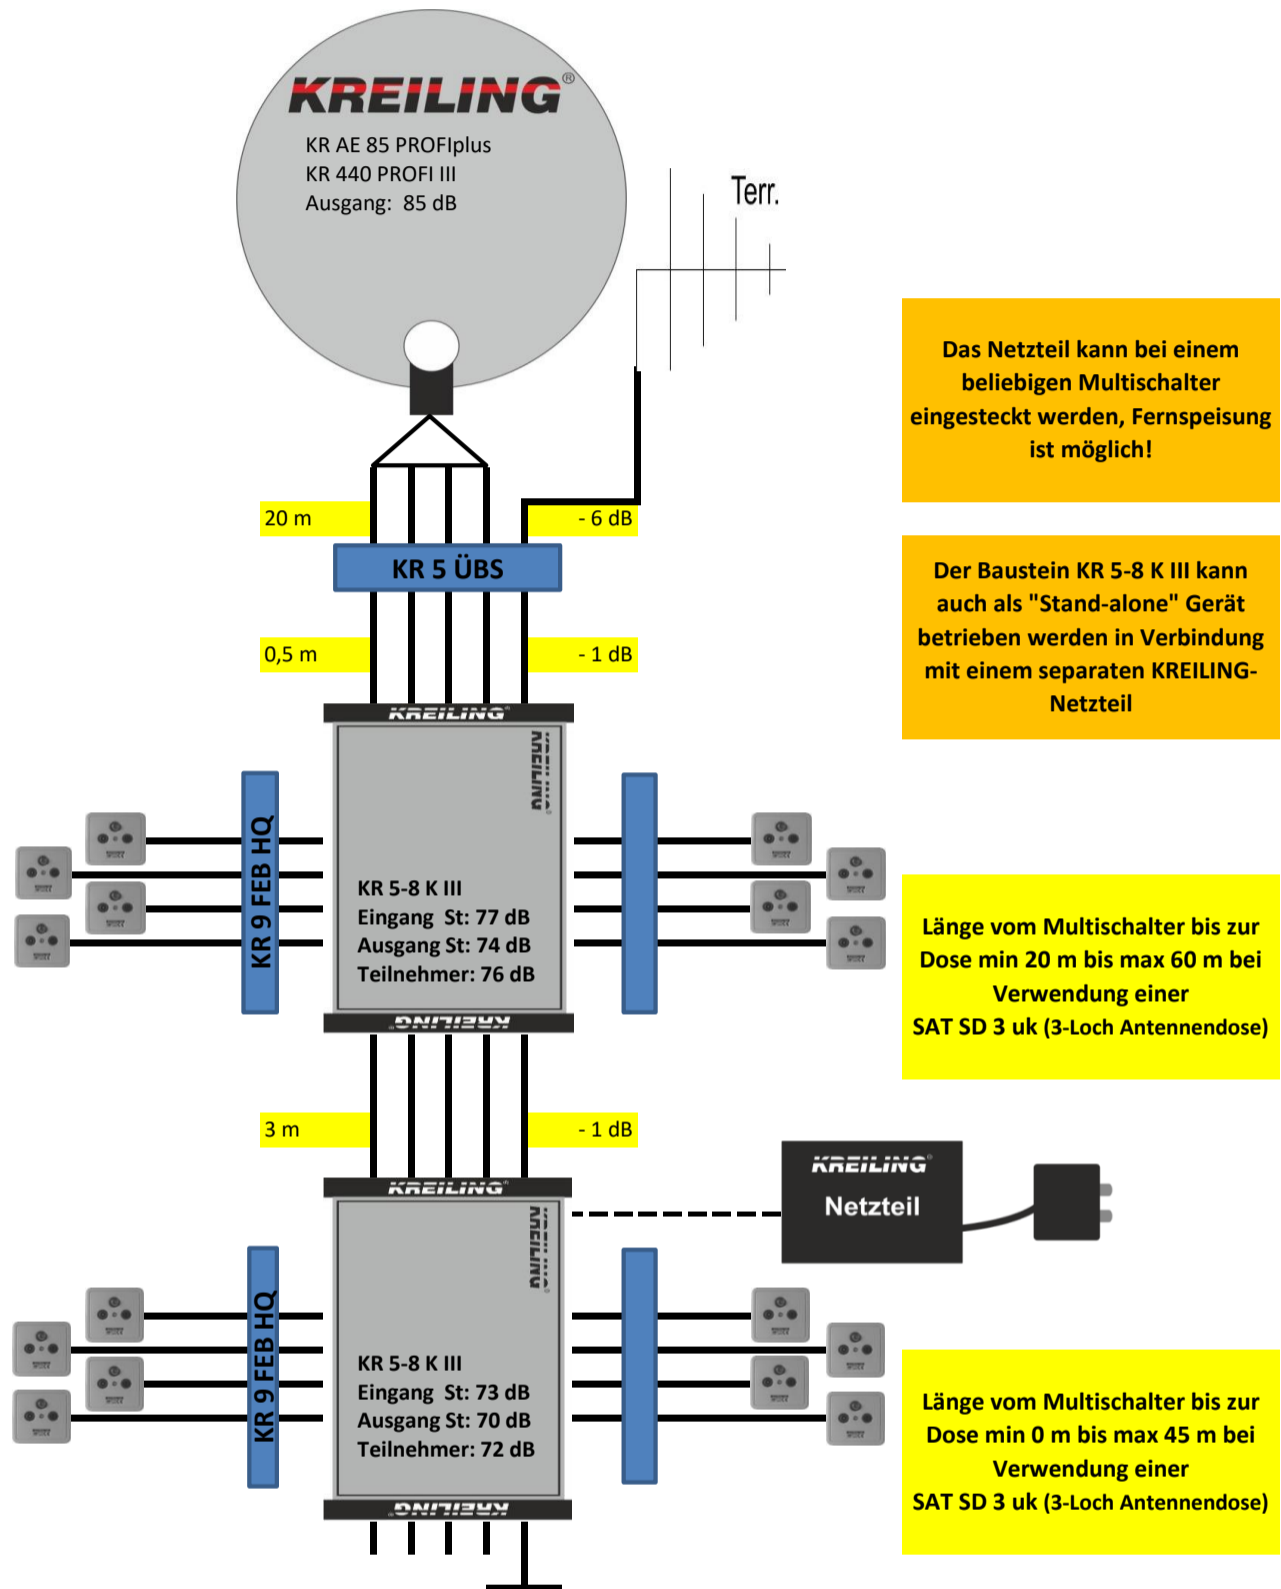 KREILING®
KR AE 85 PROFIplus
KR 440 PROFI III
Ausgang: 85 dB
Terr.
Das Netzteil kann bei einem
beliebigen Multischalter
eingesteckt werden, Fernspeisung
ist möglich!
20 m
- 6 dB
KR 5 ÜBS
Der Baustein KR 5-8 K III kann
auch als "Stand-alone" Gerät
betrieben werden in Verbindung
mit einem separaten KREILING-
Netzteil
0,5 m
- 1 dB
KREILING®
KREILING®
KR 9 FEB HQ
KR 5-8 K III
Eingang St: 77 dB
Ausgang St: 74 dB
Teilnehmer: 76 dB
KREILING®
Länge vom Multischalter bis zur
Dose min 20 m bis max 60 m bei
Verwendung einer
SAT SD 3 uk (3-Loch Antennendose)
3 m
- 1 dB
KREILING®
KREILING®
KREILING®
Netzteil
KR 9 FEB HQ
KR 5-8 K III
Eingang St: 73 dB
Ausgang St: 70 dB
Teilnehmer: 72 dB
KREILING®
Länge vom Multischalter bis zur
Dose min 0 m bis max 45 m bei
Verwendung einer
SAT SD 3 uk (3-Loch Antennendose)